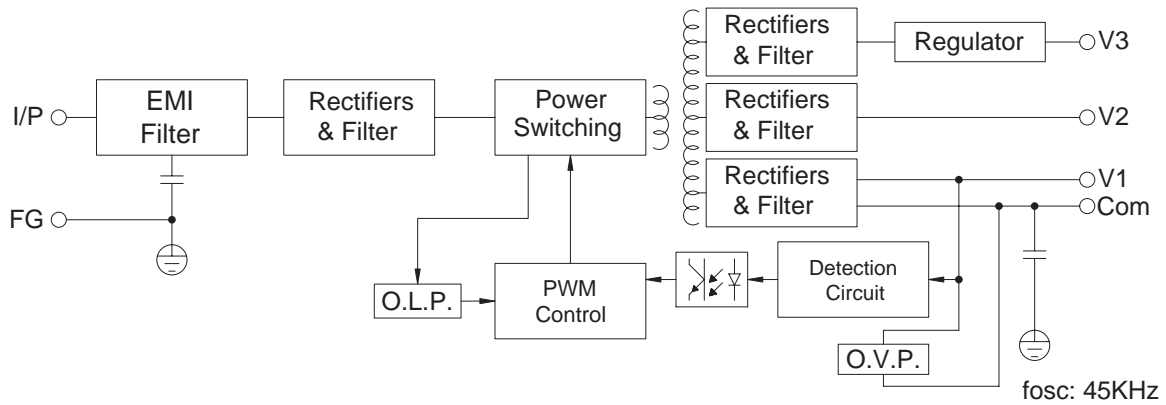 Rectifiers
& Filter
Regulator
V3
I/P
EMI
Filter
Rectifiers
& Filter
Power
Switching
Rectifiers
& Filter
V2
Rectifiers
& Filter
V1
Com
FG
O.L.P.
PWM
Control
Detection
Circuit
O.V.P.
fosc: 45KHz